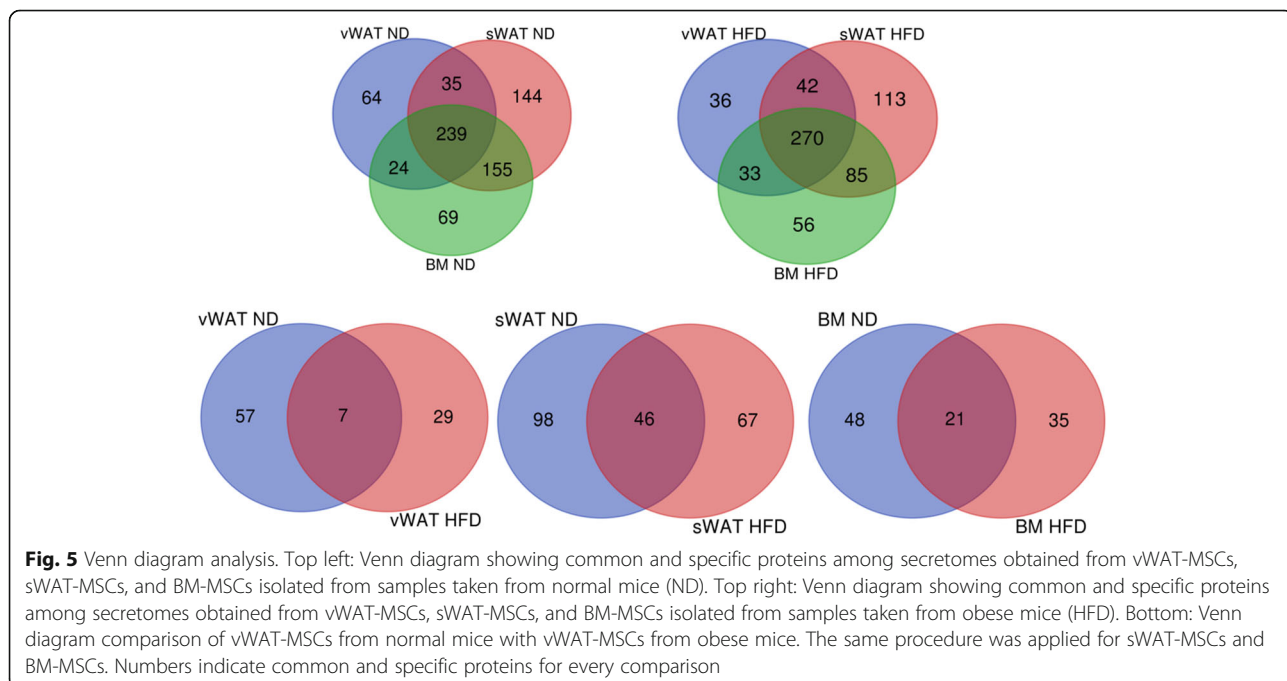 vWAT ND
sWAT ND
64
35
144
239
24
155
69
BM ND
vWAT HFD
sWAT HFD
36
42
113
270
33
85
56
BM HFD
vWAT ND
57
7
29
vWAT HFD
sWAT ND
98
46
67
sWAT HFD
BM ND
48
21
35
BM HFD
Fig. 5 Venn diagram analysis. Top left: Venn diagram showing common and specific proteins among secretomes obtained from vWAT-MSCs,
sWAT-MSCs, and BM-MSCs isolated from samples taken from normal mice (ND). Top right: Venn diagram showing common and specific proteins
among secretomes obtained from vWAT-MSCs, sWAT-MSCs, and BM-MSCs isolated from samples taken from obese mice (HFD). Bottom: Venn
diagram comparison of vWAT-MSCs from normal mice with vWAT-MSCs from obese mice. The same procedure was applied for sWAT-MSCs and
BM-MSCs. Numbers indicate common and specific proteins for every comparison